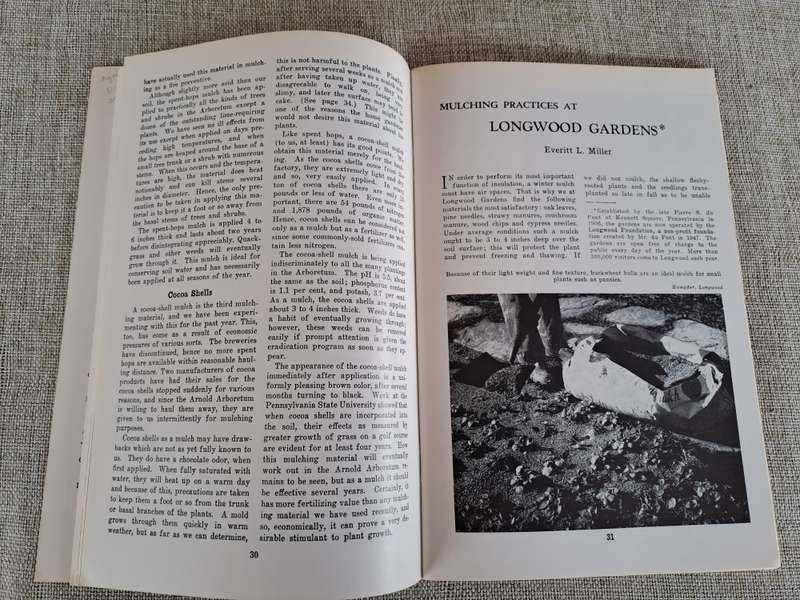 have actually used this material in mulch-
ing as a fire preventive.
Although slightly more acid than our
soil, the spent-hops mulch has been ap-
plied to practically all the kinds of trees
and shrubs in the Arboretum except a
dozen of the outstanding lime-requiring
plants. We have seen no ill effects from
its use except when applied on days pre-
ceding high temperatures, and when
the hops are heaped around the base of a
small tree trunk or a shrub with numerous
stems. When this occurs and the tempera-
tures are high, the material does heat
noticeably and can kill stems several
inches in diameter. Hence, the only pre-
caution to be taken in applying this ma-
terial is to keep it a foot or so away from
the basal stems of trees and shrubs.
The spent-hops mulch is applied 4 to
6 inches thick and lasts about two years
before disintegrating appreciably. Quack-
grass and other weeds will eventually
grow through it. This mulch is ideal for
conserving soil water and has necessarily
been applied at all seasons of the year.
Cocoa Shells
A cocoa-shell mulch is the third mulch-
ing material, and we have been experi-
menting with this for the past year. This,
too, has come as a result of economic
pressures of various sorts. The breweries
have discontinued, hence no more spent
hops are available within reasonable haul-
ing distance. Two manufacturers of cocoa
products have had their sales for the
cocoa shells stopped suddenly for various
reasons, and since the Arnold Arboretum
is willing to haul them away, they are
given to us intermittently for mulching
purposes.
Cocoa shells as a mulch may have draw-
backs which are not as yet fully known to
us. They do have a chocolate odor, when
first applied. When fully saturated with
water, they will heat up on a warm day
and because of this, precautions are taken
to keep them a foot or so from the trunk
or basal branches of the plants. A mold
grows through them quickly in warm
weather, but as far as we can determine,
30
this is not harmful to the plants. Finally,
after serving several weeks as a mulch and
after having taken up water, they are
disagreeable to walk on, being very
slimy, and later the surface may tend to
cake. (See page 34.) This might be
one of the reasons the home owner
would not desire this material about his
plants.
Like spent hops, a cocoa-shell mulch
(to us, at least) has its good points. We
obtain this material merely for the haul-
ing. As the cocoa shells come from the
factory, they are extremely light and dry
and so, very easily applied. In one
ton of cocoa shells there are only
pounds or less of water. Even more im-
portant, there are 54 pounds of nitrogen
and 1,878 pounds of organic matter.
Hence, cocoa shells can be considered not
only as a mulch but as a fertilizer as well,
since some commonly-sold fertilizers con-
tain less nitrogen.
The cocoa-shell mulch is being applied
indiscriminately to all the many plantings
in the Arboretum. The pH is 5.5, about
the same as the soil; phosphorus content
is 1.1 per cent, and potash, 3.7 per cent.
As a mulch, the cocoa shells are applied
about 3 to 4 inches thick. Weeds do have
a habit of eventually growing through;
however, these weeds can be removed
easily if prompt attention is given the
eradication program as soon as they ap-
pear.
The appearance of the cocoa-shell mulch
immediately after application is a uni-
formly pleasing brown color, after several
months turning to black. Work at the
Pennsylvania State University showed that
when cocoa shells are incorporated into
the soil, their effects as measured by
greater growth of grass on a golf course
are evident for at least four years. How
this mulching material will eventually
work out in the Arnold Arboretum re-
mains to be seen, but as a mulch it should
be effective several years. Certainly, it
has more fertilizing value than any mulch-
ing material we have used recently, and
so, economically, it can prove a very de-
sirable stimulant to plant growth.
MULCHING PRACTICES AT
LONGWOOD GARDENS*
Everitt L. Miller
IN order to perform its most important
function of insulation, a winter mulch
must have air spaces. That is why at
Longwood Gardens we find the following
materials the most satisfactory: oak leaves,
pine needles, strawy manures, mushroom
manure, wood chips and cypress needles.
Under average conditions such a mulch
ought to be 3 to 4 inches deep over the
soil surface; this will protect the plant
and prevent freezing and thawing. If
we did not mulch, the shallow fleshy-
rooted plants and the seedlings trans-
planted so late in fall as to be unable
*Established by the late Pierre S. du
Pont at Kennett Square, Pennsylvania in
1906, the gardens are now operated by the
Longwood Foundation, a non-profit founda-
tion created by Mr. du Pont in 1947. The
gardens are open free of charge to the
public every day of the year. More than
300,000 visitors come to Longwood each year.
Because of their light weight and fine texture, buckwheat hulls are an ideal mulch for small
plants such as pansies.
Hampfer, Longwood
31